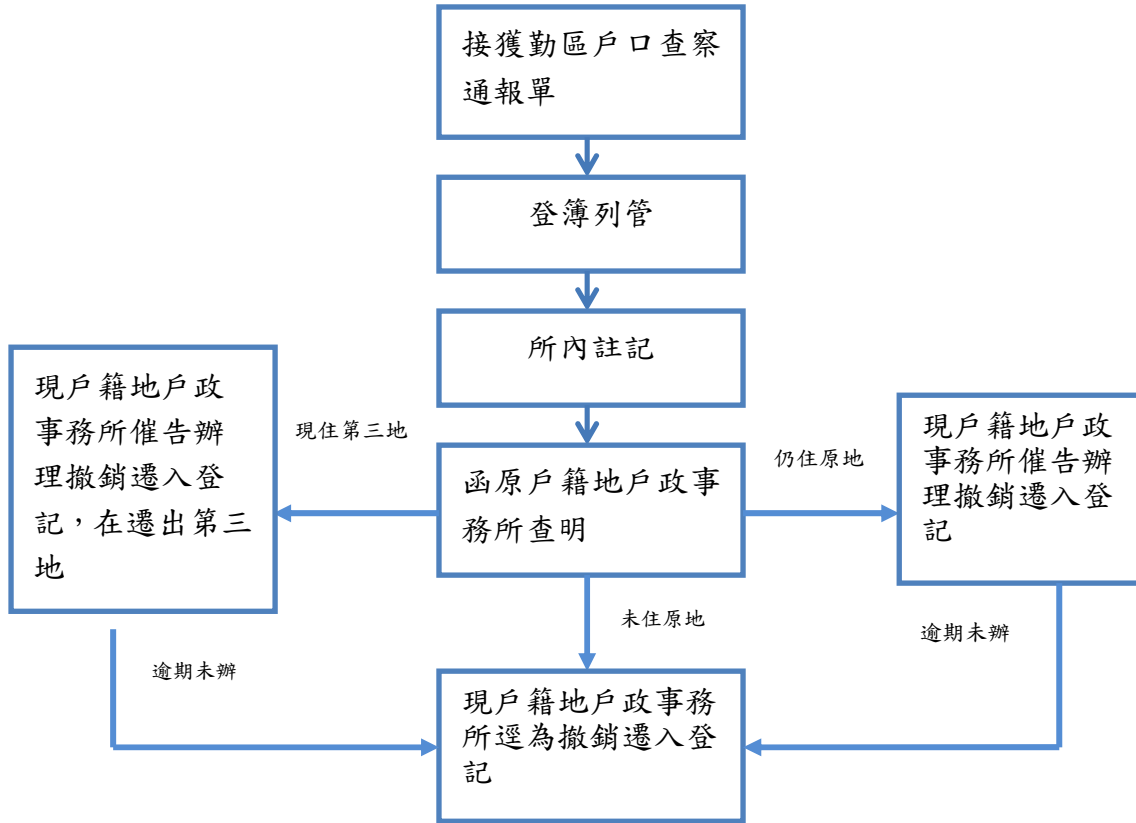 接獲勤區戶口查察
通報單
登簿列管
所內註記
現戶籍地戶政
事務所催告辦
理撤銷遷入登
記，在遷出第三
地
現住第三地
函原戶籍地戶政事
務所查明
仍住原地
現戶籍地戶政
事務所催告辦
理撤銷遷入登
記
未住原地
逾期未辦
逾期未辦
現戶籍地戶政事務
所逕為撤銷遷入登
記